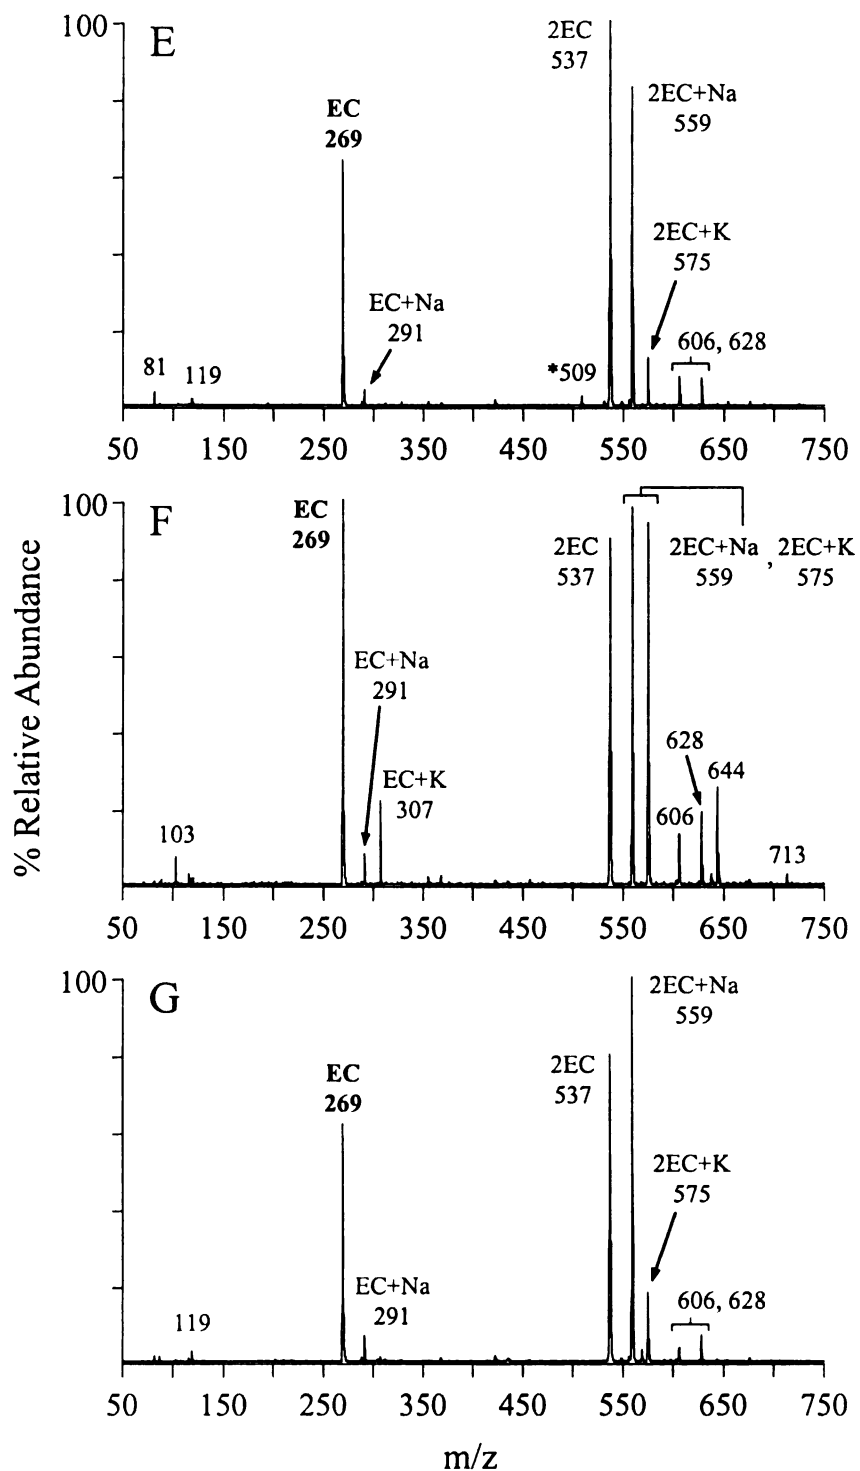 100
E
2EC
537
2EC+Na
559
EC
269
2EC+K
575
EC+Na
291
606, 628
81
119
*509
50 150 250 350 450 550 650 750
100
F
EC
269
2EC
537
2EC+Na , 2EC+K
559 575
EC+Na
291
628
644
EC+K
307
606
103
713
50 150 250 350 450 550 650 750
% Relative Abundance
100
G
2EC+Na
559
2EC
537
EC
269
2EC+K
575
EC+Na
291
606, 628
119
50 150 250 350 450 550 650 750
m/z